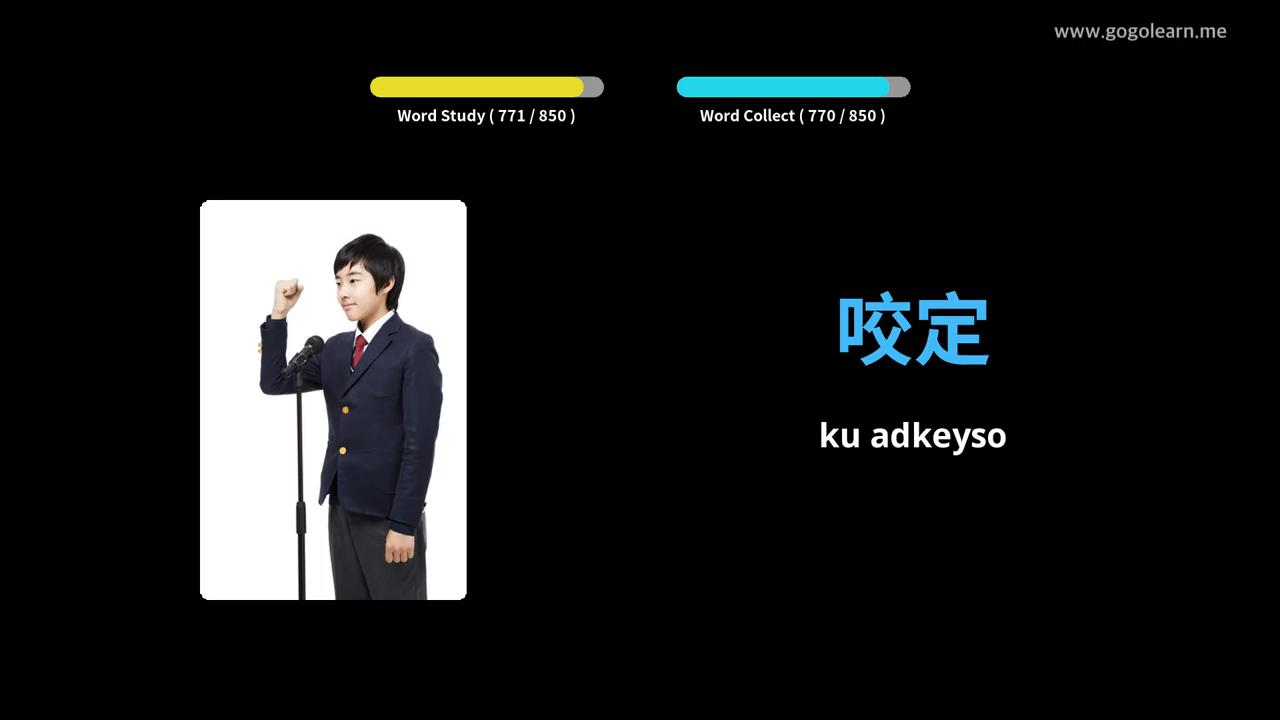 www.gogolearn.me
Word Study ( 771 / 850 )
Word Collect ( 770 / 850 )
咬定
ku adkeyso